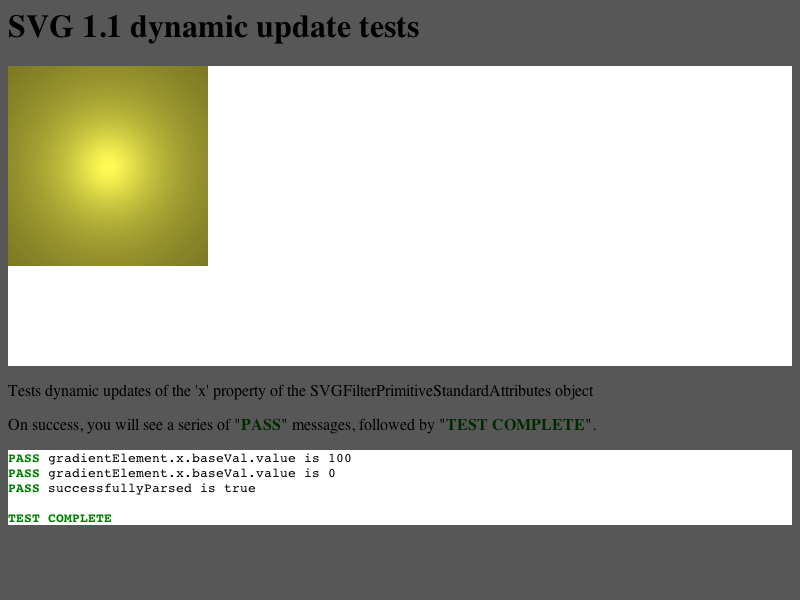 SVG 1.1 dynamic update tests
Tests dynamic updates of the 'x' property of the SVGFilterPrimitiveStandardAttributes object
On success, you will see a series of "PASS" messages, followed by "TEST COMPLETE".
PASS gradientElement.x.baseVal.value is 100
PASS gradientElement.x.baseVal.value is 0
PASS successfullyParsed is true
TEST COMPLETE